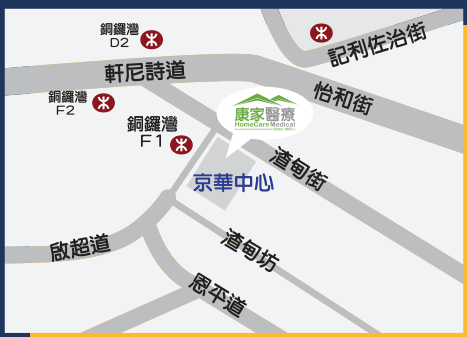 銅鑼灣
D2
記利佐治街
軒尼詩道
怡和街
銅鑼灣
F2
康家醫療
HomeCare Medical
Since 1991
銅鑼灣
F1
渣甸街
京華中心
啟超道
渣甸坊
恩平道